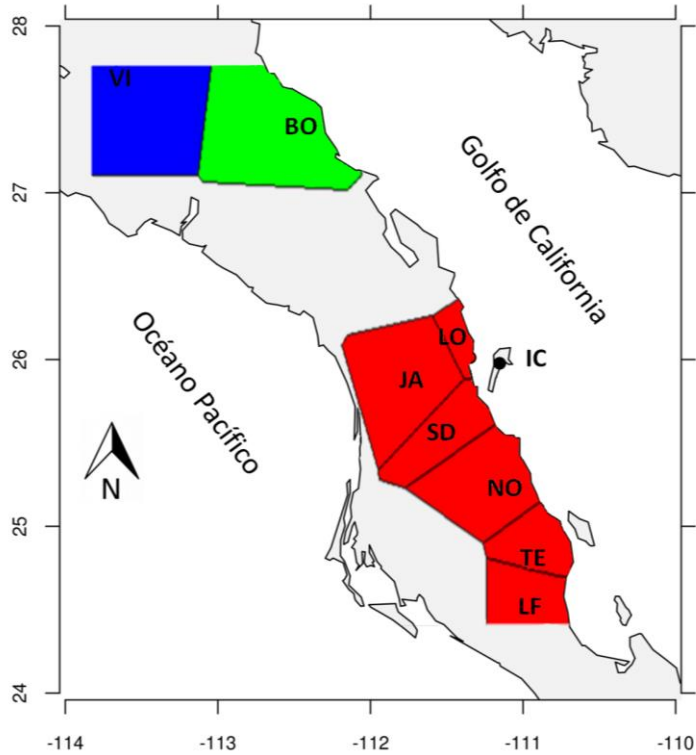 28
27
26
25
24
VI
BO
Golfo de California
LO
IC
JA
Océano Pacífico
SD
N
NO
TE
LF
-114
-113
-112
-111
-110